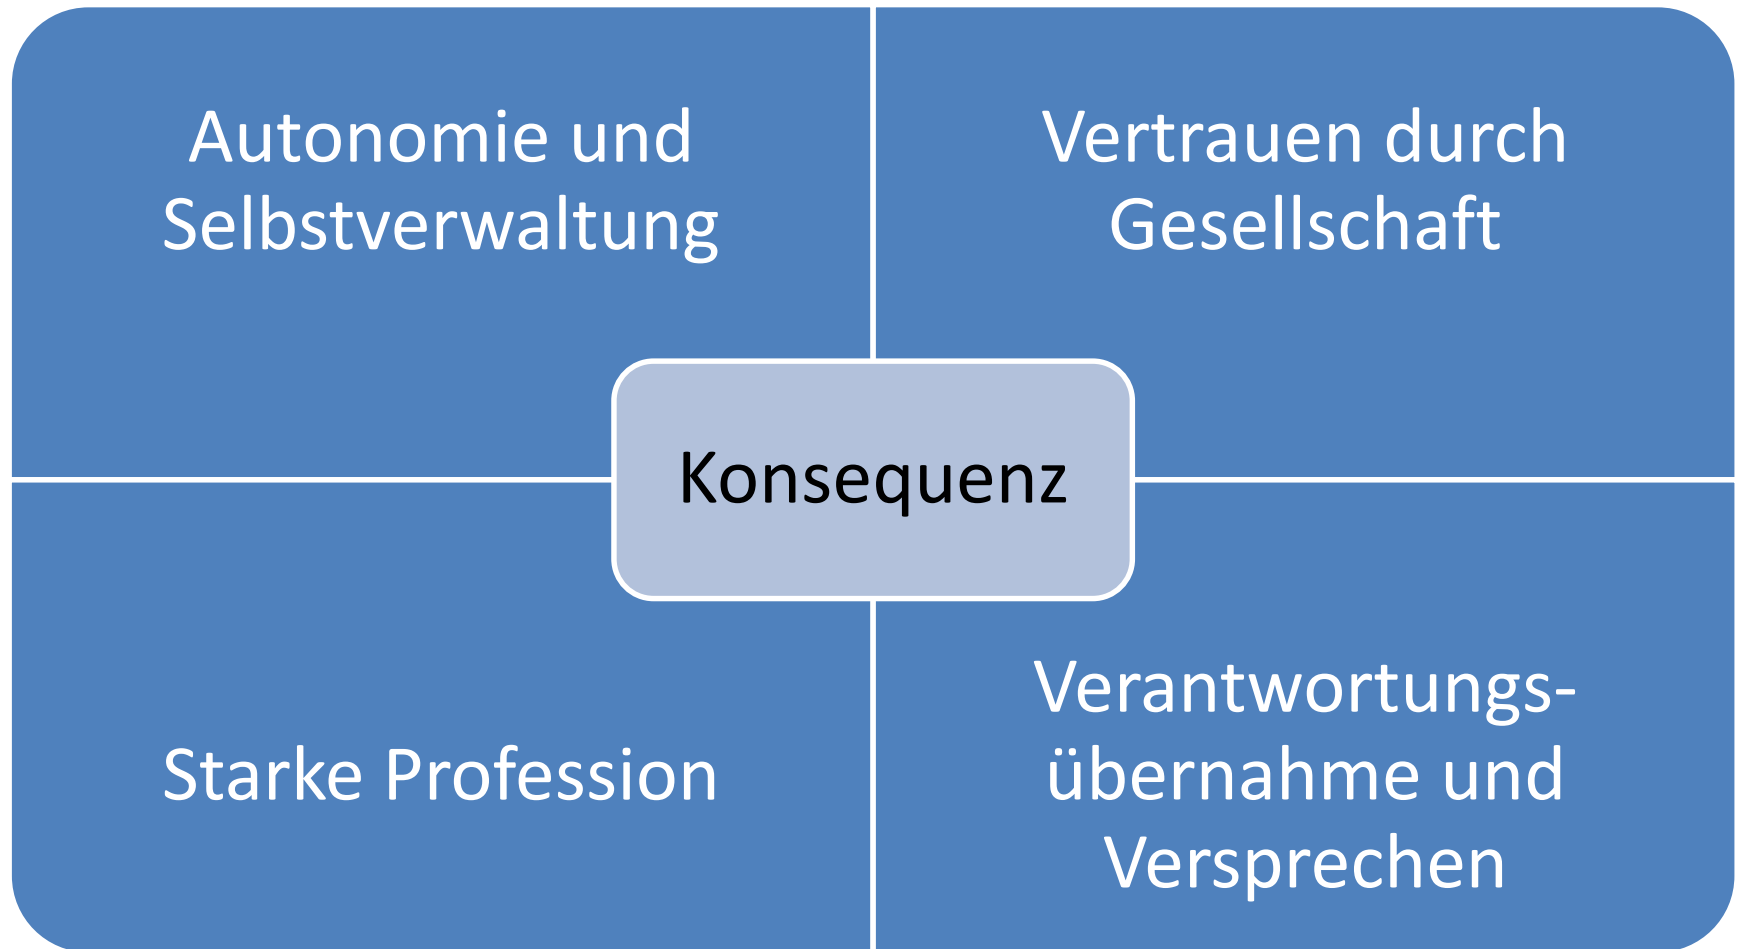 Autonomie und
Selbstverwaltung
Vertrauen durch
Gesellschaft
Konsequenz
Starke Profession
Verantwortungs-
übernahme und
Versprechen